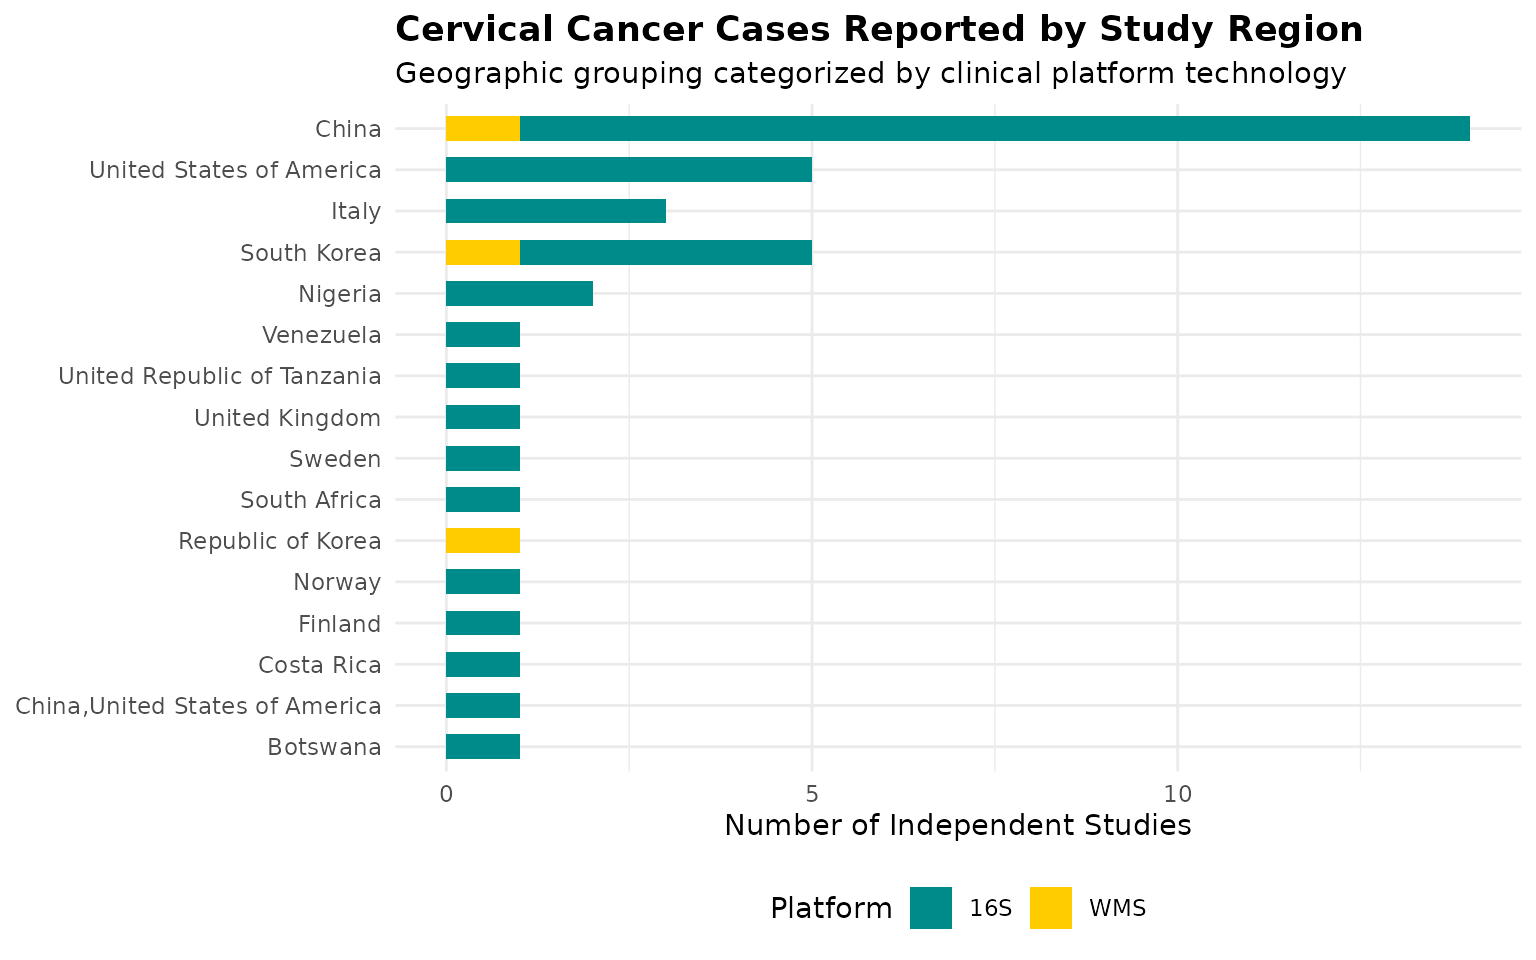 Cervical Cancer Cases Reported by Study Region
Geographic grouping categorized by clinical platform technology
China
United States of America
Italy
South Korea
Nigeria
Venezuela
United Republic of Tanzania
United Kingdom
Sweden
South Africa
Republic of Korea
Norway
Finland
Costa Rica
China,United States of America
Botswana
0 5 10
Number of Independent Studies
Platform 16S WMS